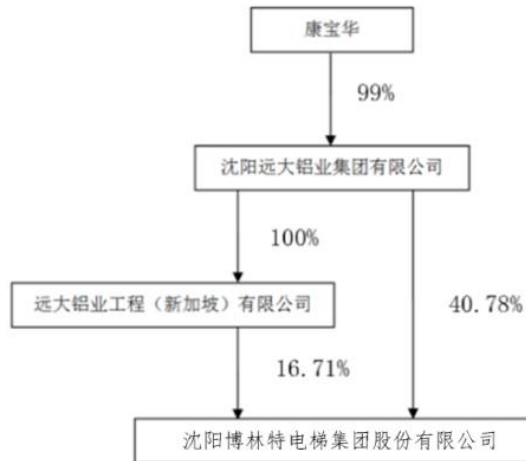 康宝华
99%
沈阳远大铝业集团有限公司
100%
远大铝业工程（新加坡）有限公司
40.78%
16.71%
沈阳博林特电梯集团股份有限公司